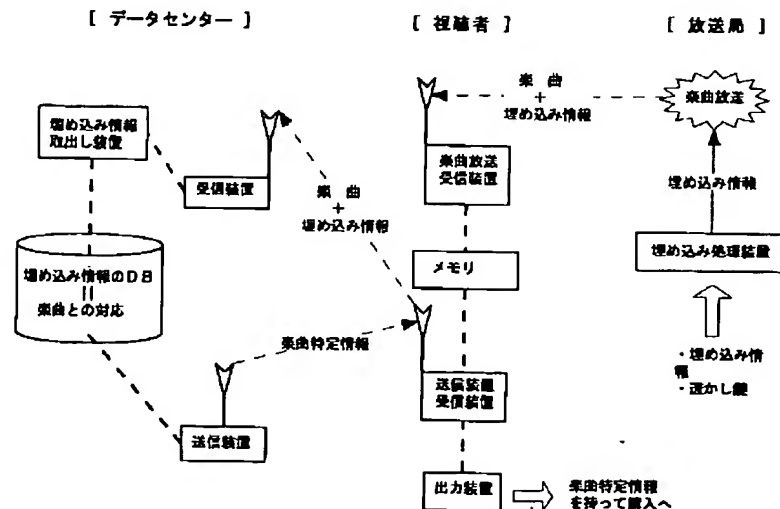 [ データセンター ]
[ 視聴者 ]
[ 放送局 ]
埋め込み情報
取出し装置
受信装置
楽 曲
+
埋め込み情報
埋め込み情報のDB
||
楽曲との対応
送信装置
楽曲特定情報
楽 曲
+
埋め込み情報
楽曲放送
受信装置
メモリ
送信装置
受信装置
出力装置
楽曲特定情報
を持って購入へ
楽曲放送
埋め込み情報
埋め込み処理装置
・埋め込み情
報
・透かし鍵